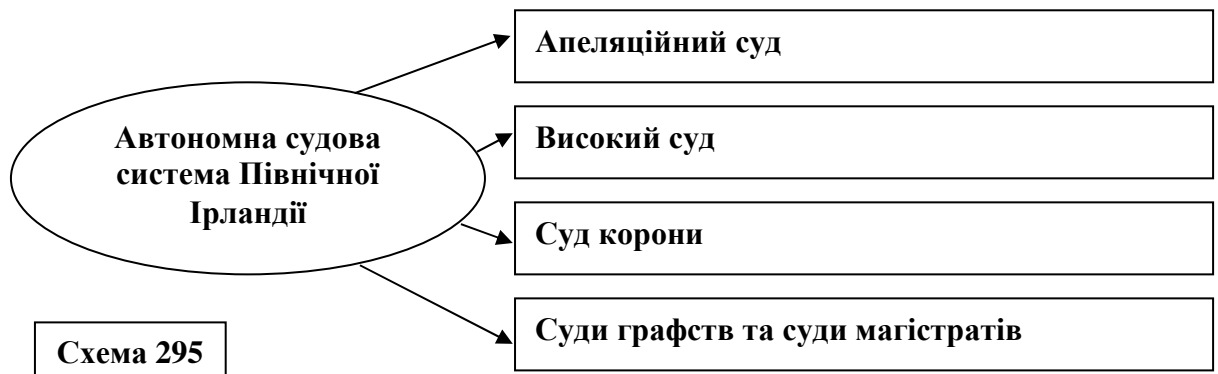 Апеляційний суд
Автономна судова
система Північної
Ірландії
Високий суд
Суд корони
Суди графств та суди магістратів
Схема 295